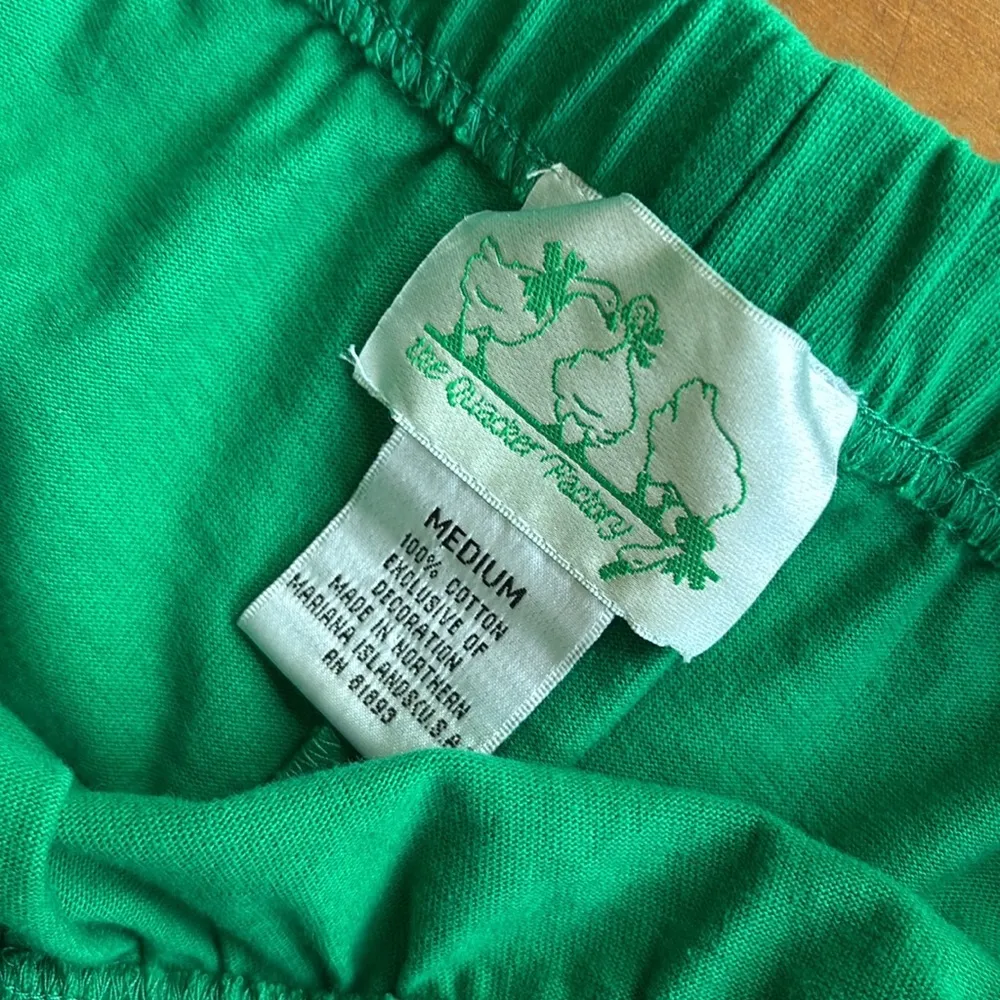 the Quacker Factory
MEDIUM
100% COTTON
EXCLUSIVE OF
DECORATION
MADE IN NORTHERN
MARIANA ISLANDS(U.S.A
RN 81893